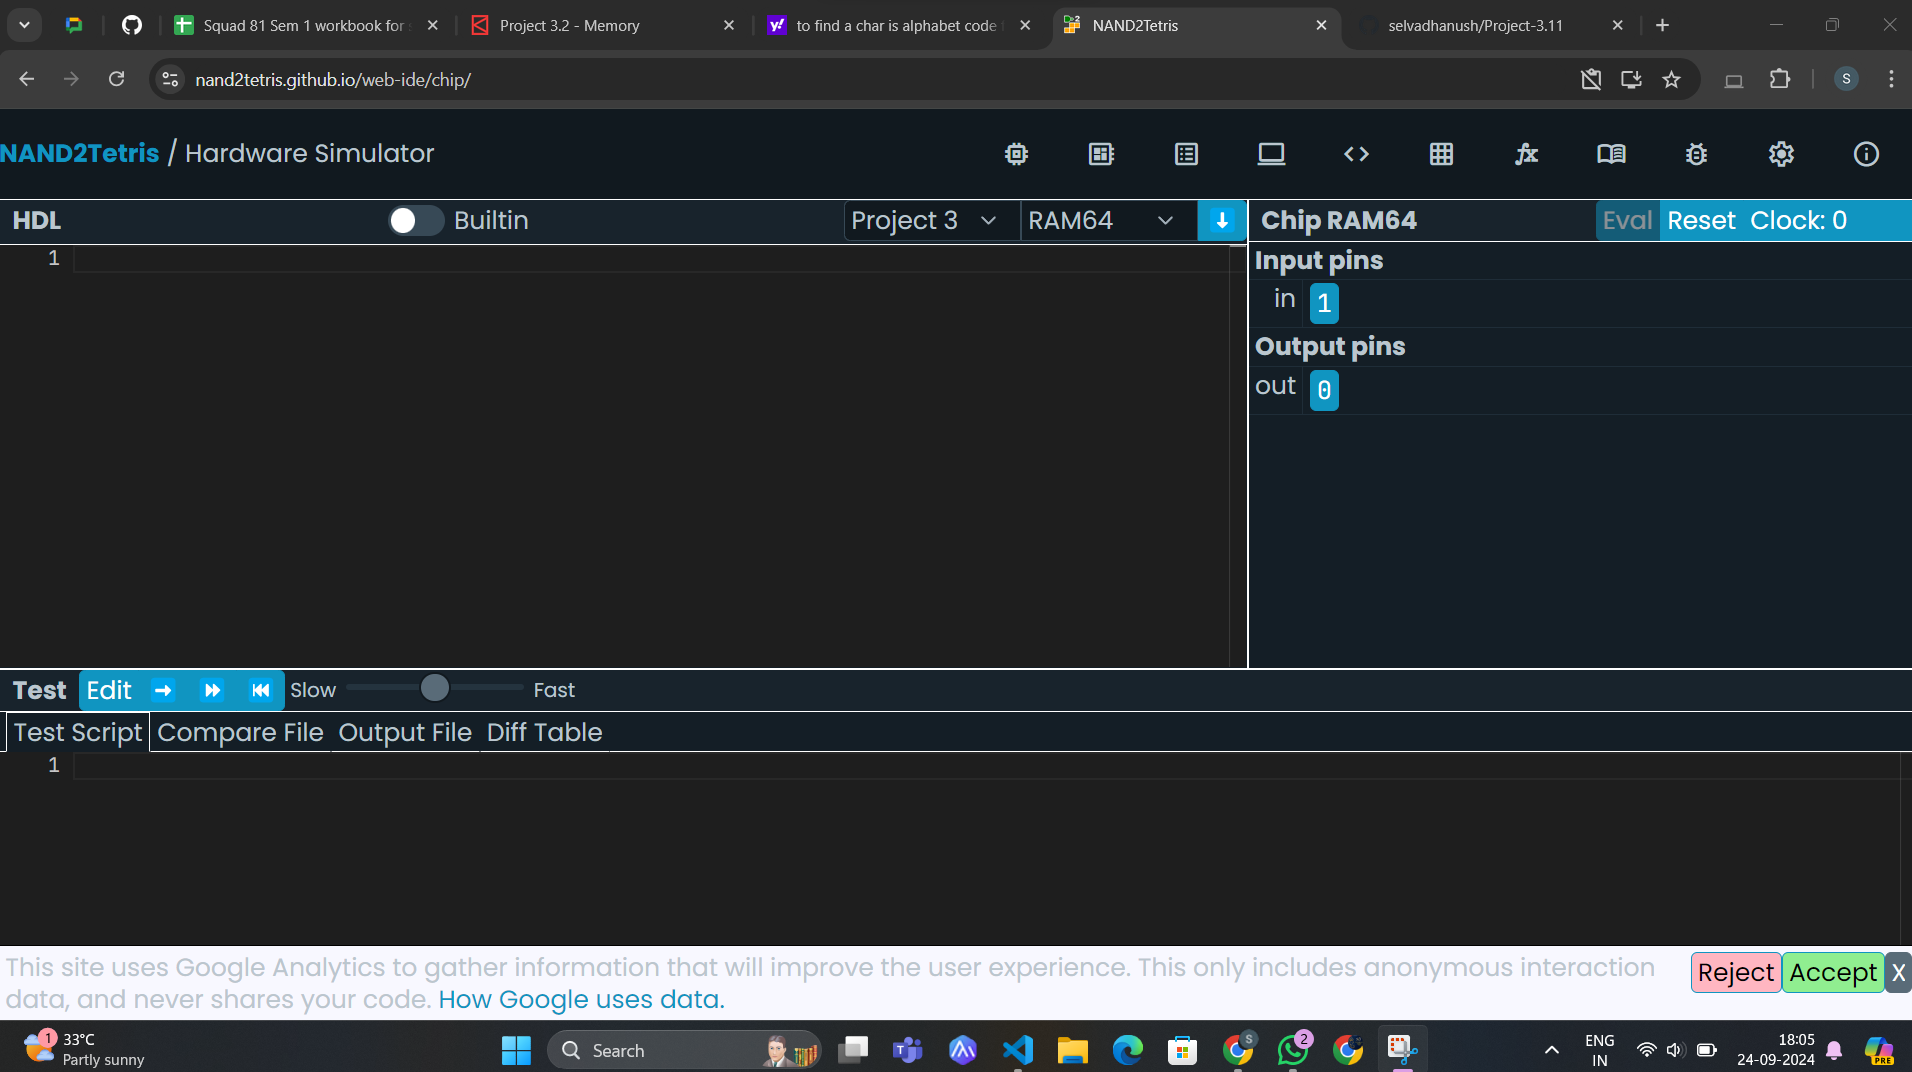 Squad 81 Sem 1 workbook for
Project 3.2 - Memory
to find a char is alphabet code
NAND2Tetris
selvadhanush/Project-3.11
nand2tetris.github.io/web-ide/chip/
S
NAND2Tetris / Hardware Simulator
HDL
Builtin
Project 3
RAM64
Chip RAM64
Eval
Reset
Clock: 0
1
Input pins
in 1
Output pins
out 0
Test
Edit
Slow
Fast
Test Script
Compare File
Output File
Diff Table
1
This site uses Google Analytics to gather information that will improve the user experience. This only includes anonymous interaction
data, and never shares your code. How Google uses data.
Reject
Accept
X
1
33°C
Partly sunny
Search
S
2
ENG
IN
18:05
24-09-2024
PRE